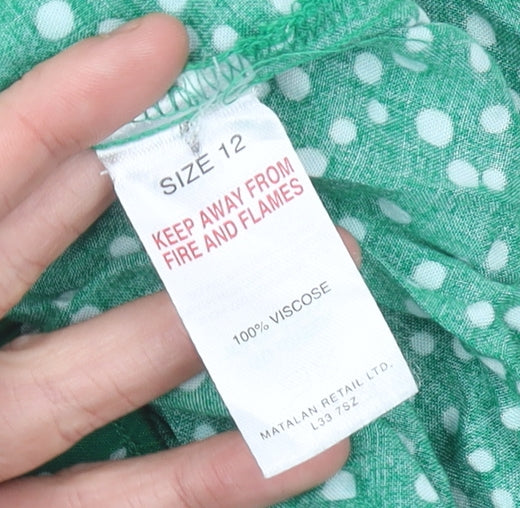 SIZE 12
KEEP AWAY FROM
FIRE AND FLAMES
100% VISCOSE
MATALAN RETAIL LTD.
L33 7SZ